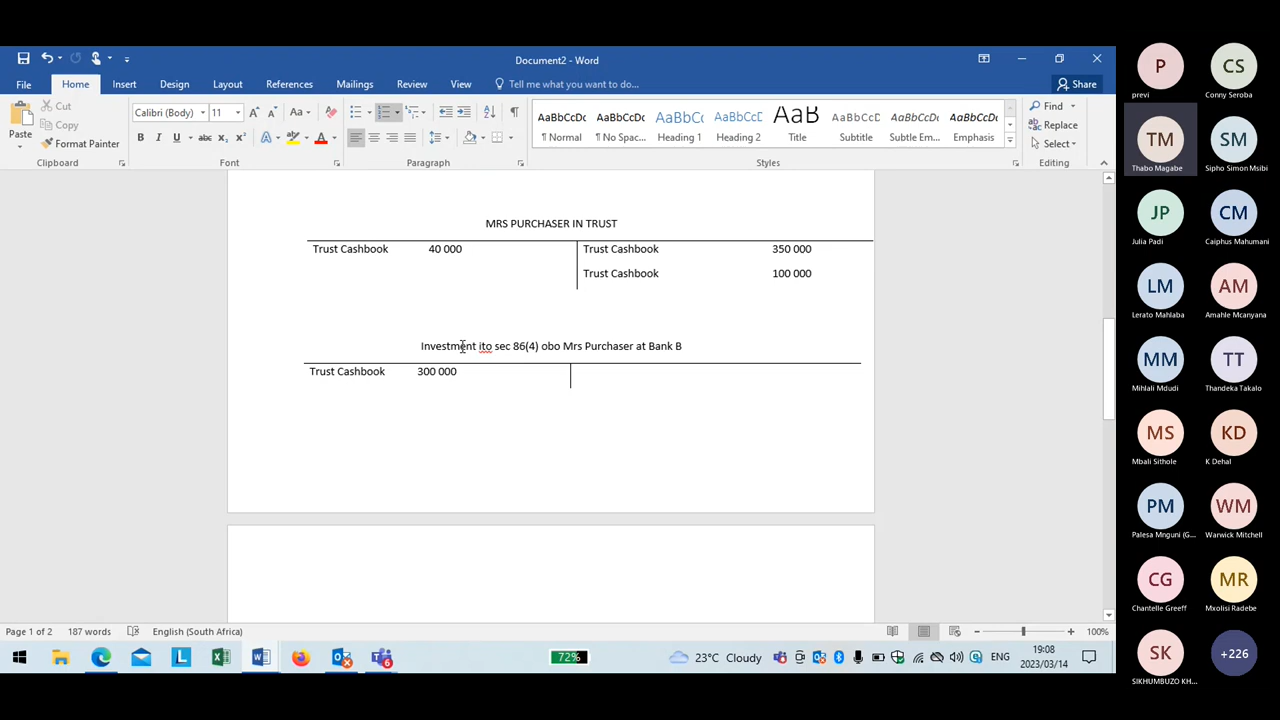 Document2 - Word
File Home Insert Design Layout References Mailings Review View Tell me what you want to do... Share
Paste Cut Copy Format Painter
Calibri (Body) 11
AaBbCcDc AaBbCcDc AaBbCc AaBbCcC AaB AaBbCcD AaBbCcDc AaBbCcDc
¶ Normal ¶ No Spac... Heading 1 Heading 2 Title Subtitle Subtle Em... Emphasis
Find
Replace
Select
Clipboard Font Paragraph Styles Editing
MRS PURCHASER IN TRUST
Trust Cashbook 40 000 Trust Cashbook 350 000
Trust Cashbook 100 000
Investment ito sec 86(4) obo Mrs Purchaser at Bank B
Trust Cashbook 300 000
Page 1 of 2 187 words English (South Africa) 100%
72% 23°C Cloudy ENG 19:08
2023/03/14
P CS
previ Conny Seroba
TM SM
Thabo Magabe Sipho Simon Msibi
JP CM
Julia Padi Caiphus Mahumani
LM AM
Lerato Mahlaba Amahle Mcanyana
MM TT
Mihlali Mdudi Thandeka Takalo
MS KD
Mbali Sithole K Dehal
PM WM
Palesa Mnguni (G... Warwick Mitchell
CG MR
Chantelle Greeff Mxolisi Radebe
SK +226
SIKHUMBUZO KH...